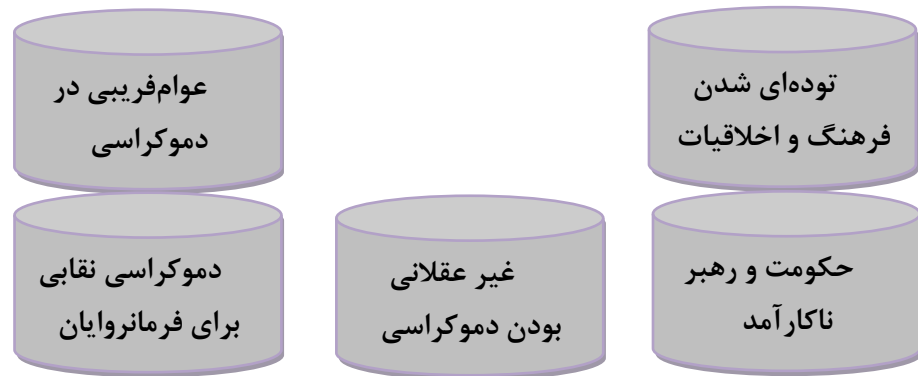 توده‌ای شدن
فرهنگ و اخلاقیات
عوام‌فریبی در
دموکراسی
حکومت و رهبر
ناکارآمد
غیر عقلانی
بودن دموکراسی
دموکراسی نقابی
برای فرمانروایان